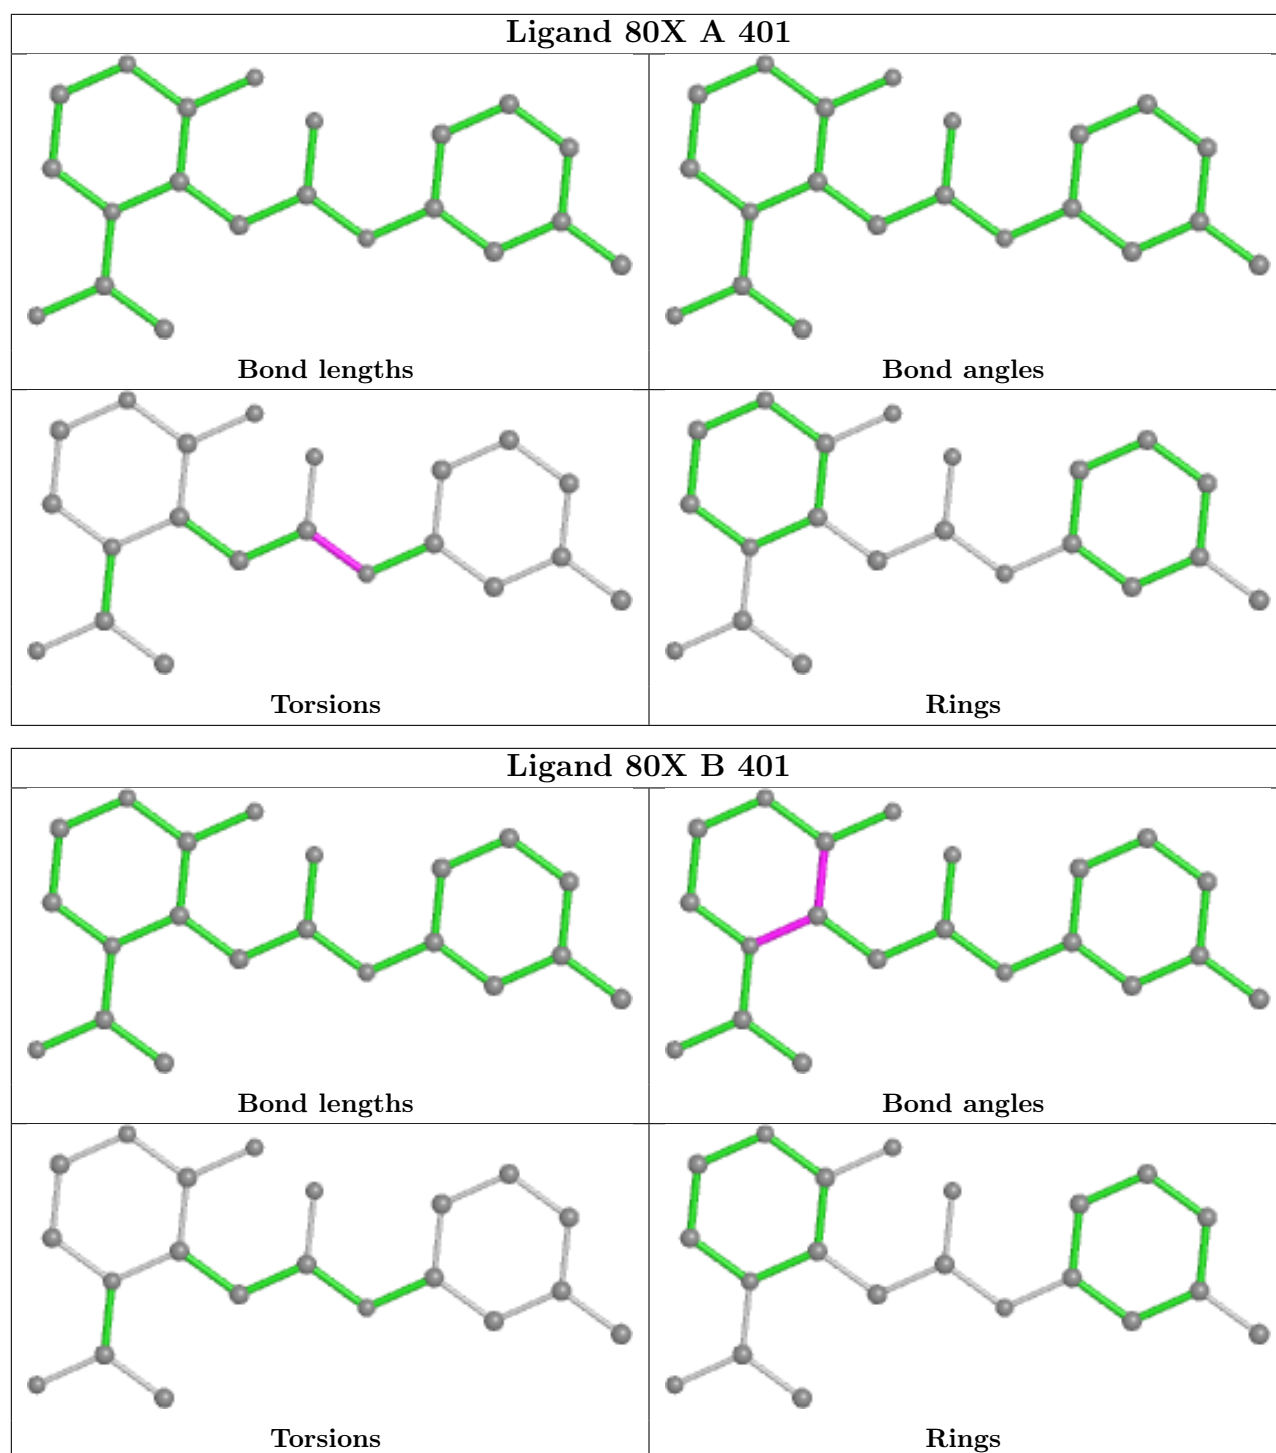 Ligand 80X A 401
Bond lengths
Bond angles
Torsions
Rings
Ligand 80X B 401
Bond lengths
Bond angles
Torsions
Rings